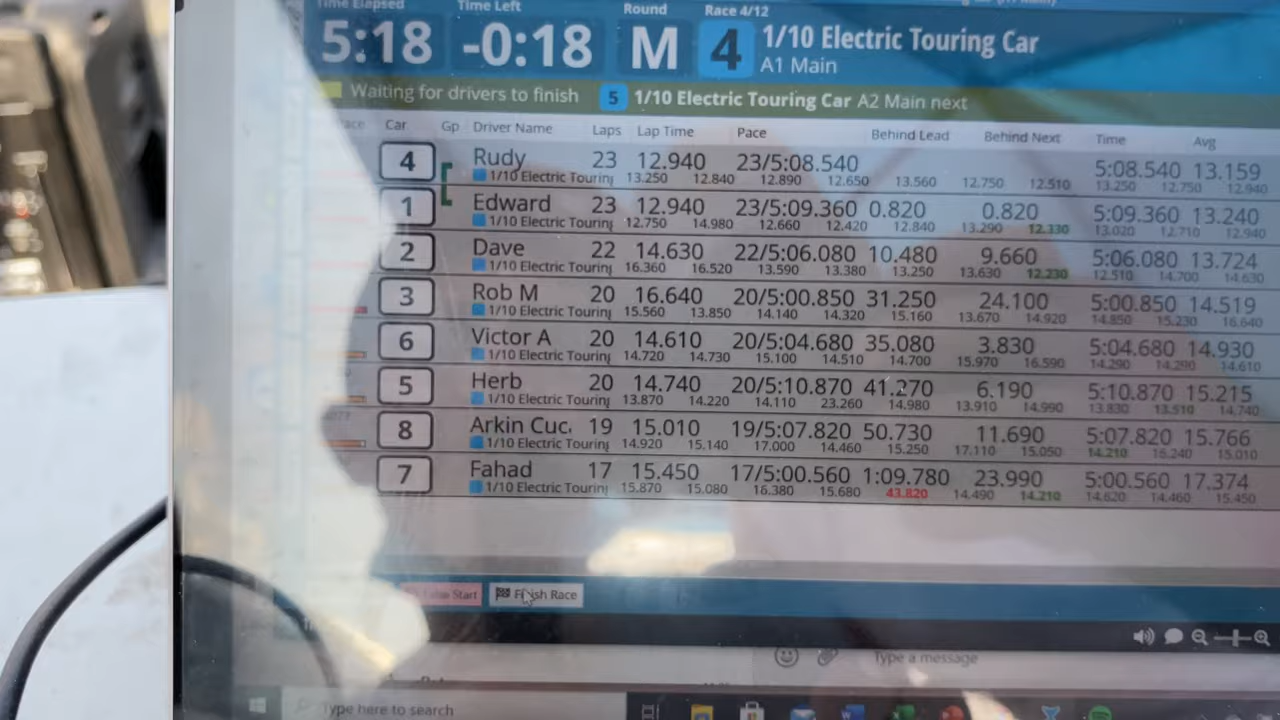 Time Elapsed Time Left Round Race 4/12
5:18 -0:18 M 4 1/10 Electric Touring Car
A1 Main
Waiting for drivers to finish 5 1/10 Electric Touring Car A2 Main next
Car Gp Driver Name Laps Lap Time Pace Behind Lead Behind Next Time Avg
4 Rudy 23 12.940 23/5:08.540 5:08.540 13.159
1/10 Electric Touring 13.250 12.840 12.890 12.650 13.560 12.750 12.510 13.250 12.750 12.940
1 Edward 23 12.940 23/5:09.360 0.820 0.820 5:09.360 13.240
1/10 Electric Touring 12.750 14.980 12.660 12.420 12.840 13.290 12.330 13.020 12.710 12.940
2 Dave 22 14.630 22/5:06.080 10.480 9.660 5:06.080 13.724
1/10 Electric Touring 16.360 16.520 13.590 13.380 13.250 13.630 12.230 12.510 14.700 14.630
3 Rob M 20 16.640 20/5:00.850 31.250 24.100 5:00.850 14.519
1/10 Electric Touring 15.560 13.850 14.140 14.320 15.160 13.670 14.920 14.850 15.230 16.640
6 Victor A 20 14.610 20/5:04.680 35.080 3.830 5:04.680 14.930
1/10 Electric Touring 14.720 14.730 15.100 14.510 14.700 15.970 16.590 14.290 14.290 14.610
5 Herb 20 14.740 20/5:10.870 41.270 6.190 5:10.870 15.215
1/10 Electric Touring 13.870 14.220 14.110 23.260 14.980 13.910 14.990 13.830 13.510 14.740
8 Arkin Cuc. 19 15.010 19/5:07.820 50.730 11.690 5:07.820 15.766
1/10 Electric Touring 14.920 15.140 17.000 14.460 15.250 17.110 15.050 14.210 15.240 15.010
7 Fahad 17 15.450 17/5:00.560 1:09.780 23.990 5:00.560 17.374
1/10 Electric Touring 15.870 15.080 16.380 15.680 43.820 14.490 14.210 14.620 14.460 15.450
Start Finish Race
Type a message
Type here to search